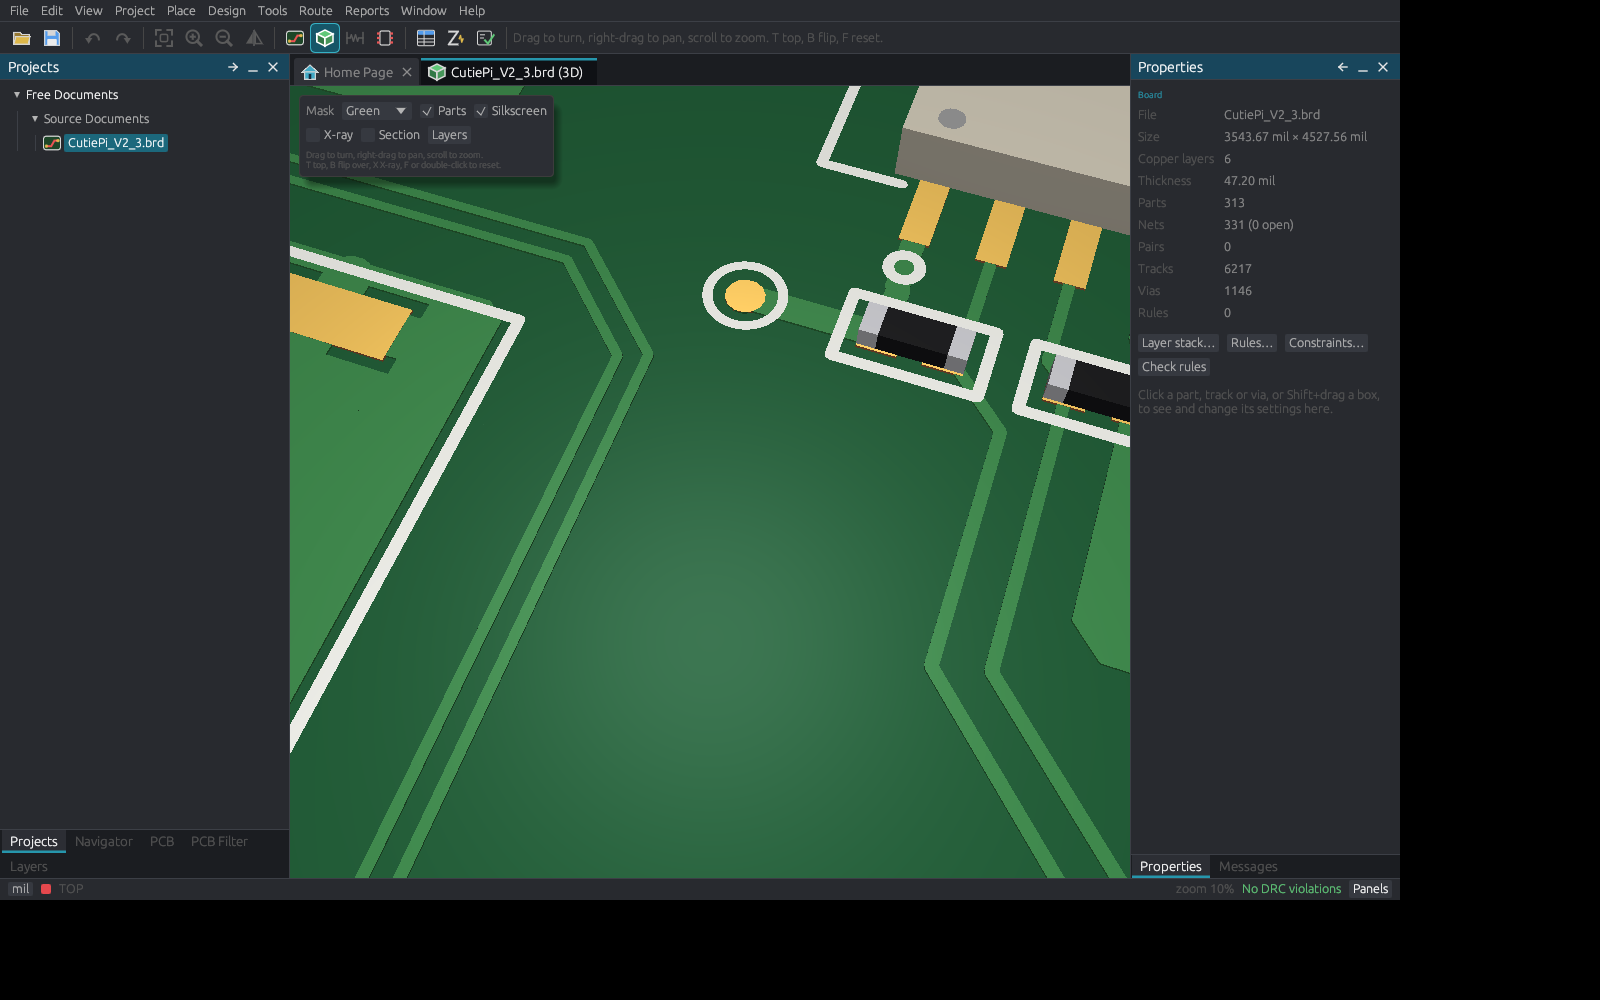 File Edit View Project Place Design Tools Route Reports Window Help
Drag to turn, right-drag to pan, scroll to zoom. T top, B flip, F reset.
Projects
Home Page
CutiePi_V2_3.brd (3D)
Properties
Free Documents
Source Documents
CutiePi_V2_3.brd
Mask Green Parts Silkscreen
X-ray Section Layers
Drag to turn, right-drag to pan, scroll to zoom.
T top, B flip over, X X-ray, F or double-click to reset.
Board
File CutiePi_V2_3.brd
Size 3543.67 mil × 4527.56 mil
Copper layers 6
Thickness 47.20 mil
Parts 313
Nets 331 (0 open)
Pairs 0
Tracks 6217
Vias 1146
Rules 0
Layer stack... Rules... Constraints...
Check rules
Click a part, track or via, or Shift+drag a box,
to see and change its settings here.
Projects Navigator PCB PCB Filter
Layers
Properties Messages
mil TOP
zoom 10% No DRC violations Panels